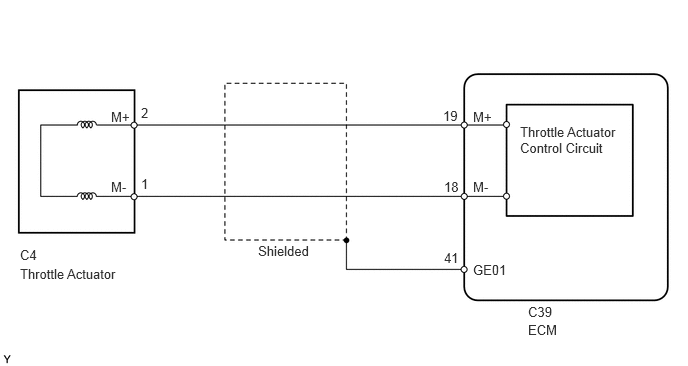 M+ 2 19 M+
Throttle Actuator
Control Circuit
M- 1 18 M-
C4
Throttle Actuator
Shielded
41 GE01
C39
ECM
Y